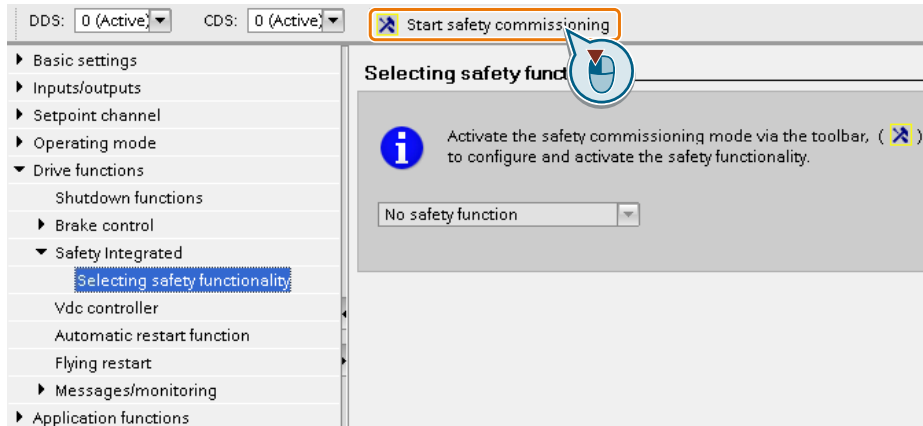 DDS: 0 (Active) CDS: 0 (Active) Start safety commissioning
Basic settings
Inputs/outputs
Setpoint channel
Operating mode
Drive functions
Shutdown functions
Brake control
Safety Integrated
Selecting safety functionality
Vdc controller
Automatic restart function
Flying restart
Messages/monitoring
Application functions
Selecting safety funct
Activate the safety commissioning mode via the toolbar, ( )
to configure and activate the safety functionality.
No safety function